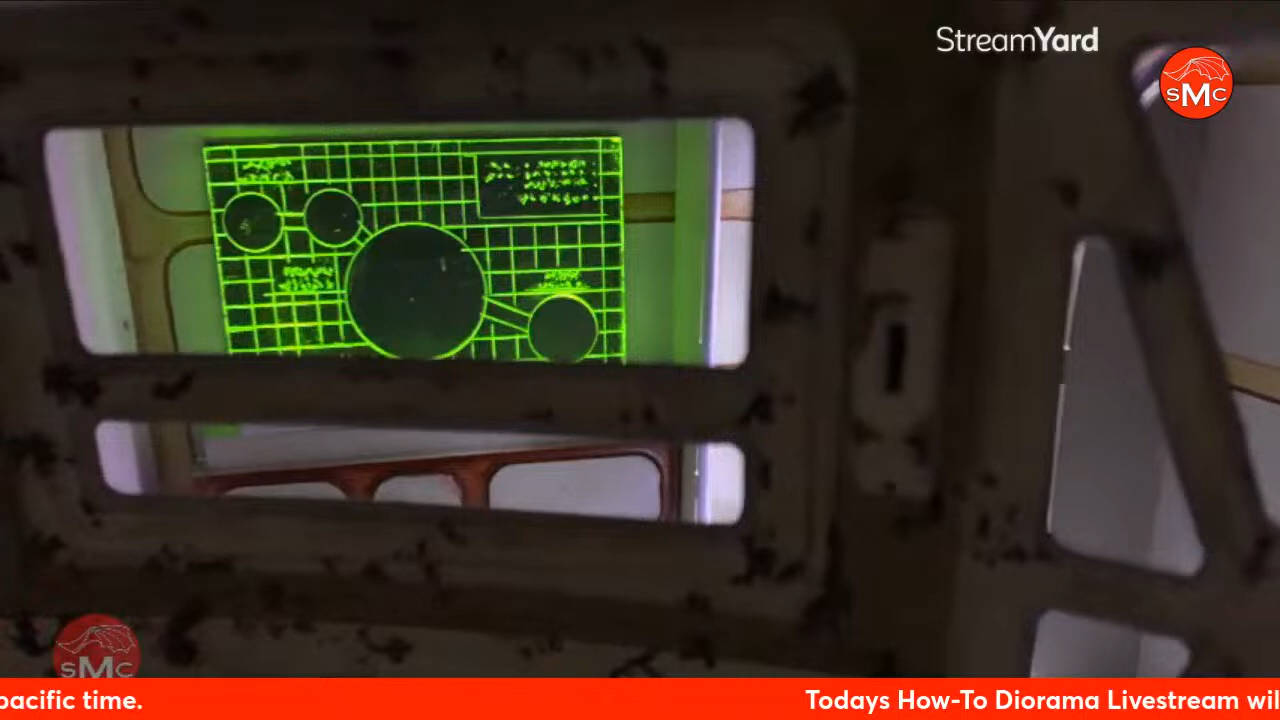 StreamYard
SMC
SMC
pacific time.
Todays How-To Diorama Livestream wil